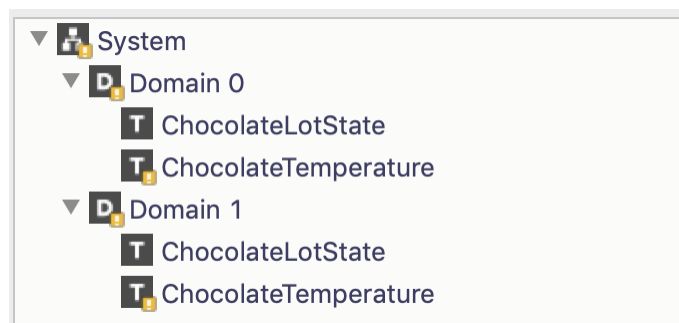 System
D Domain 0
T ChocolateLotState
T ChocolateTemperature
D Domain 1
T ChocolateLotState
T ChocolateTemperature